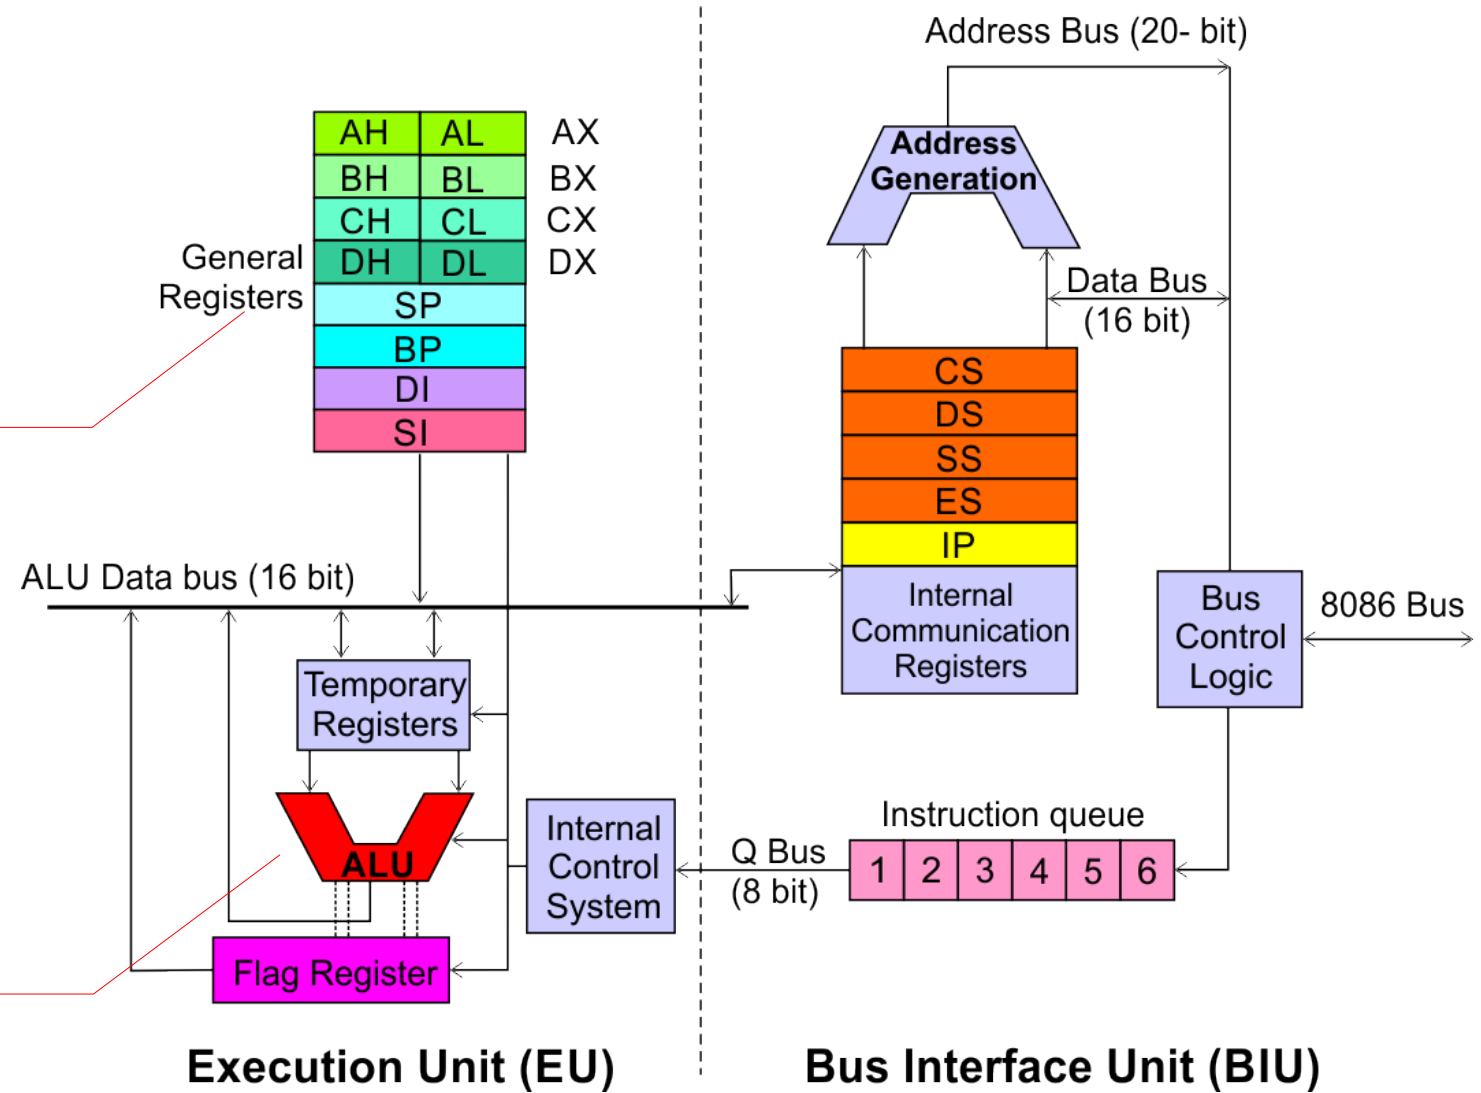 Address Bus (20- bit)
AH AL AX
BH BL BX
CH CL CX
DH DL DX
General
Registers
SP
BP
DI
SI
ALU Data bus (16 bit)
Temporary
Registers
ALU
Flag Register
Internal
Control
System
Execution Unit (EU)
Address
Generation
Data Bus
(16 bit)
CS
DS
SS
ES
IP
Internal
Communication
Registers
Bus
Control
Logic
8086 Bus
Instruction queue
1 2 3 4 5 6
Q Bus
(8 bit)
Bus Interface Unit (BIU)